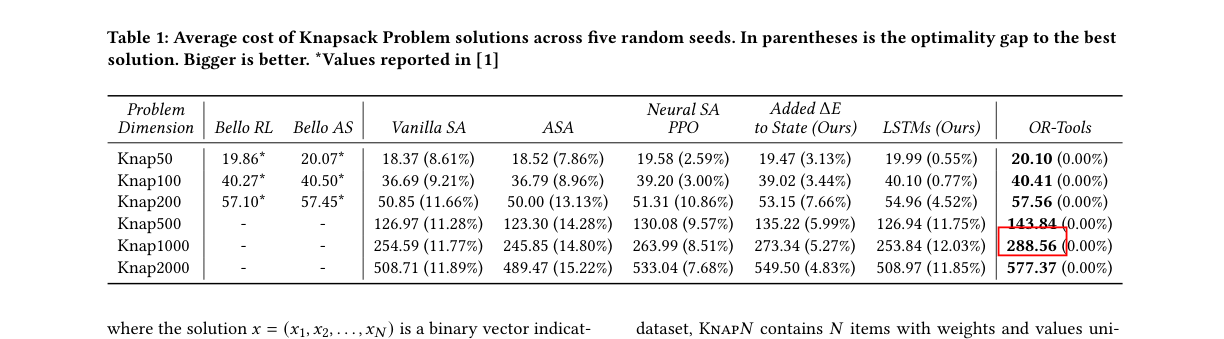 Table 1: Average cost of Knapsack Problem solutions across five random seeds. In parentheses is the optimality gap to the best
solution. Bigger is better. *Values reported in [1]
Problem Dimension Bello RL Bello AS Vanilla SA ASA Neural SA PPO Added ΔE to State (Ours) LSTMs (Ours) OR-Tools
Knap50 19.86* 20.07* 18.37 (8.61%) 18.52 (7.86%) 19.58 (2.59%) 19.47 (3.13%) 19.99 (0.55%) 20.10 (0.00%)
Knap100 40.27* 40.50* 36.69 (9.21%) 36.79 (8.96%) 39.20 (3.00%) 39.02 (3.44%) 40.10 (0.77%) 40.41 (0.00%)
Knap200 57.10* 57.45* 50.85 (11.66%) 50.00 (13.13%) 51.31 (10.86%) 53.15 (7.66%) 54.96 (4.52%) 57.56 (0.00%)
Knap500 - - 126.97 (11.28%) 123.30 (14.28%) 130.08 (9.57%) 135.22 (5.99%) 126.94 (11.75%) 143.84 (0.00%)
Knap1000 - - 254.59 (11.77%) 245.85 (14.80%) 263.99 (8.51%) 273.34 (5.27%) 253.84 (12.03%) 288.56 (0.00%)
Knap2000 - - 508.71 (11.89%) 489.47 (15.22%) 533.04 (7.68%) 549.50 (4.83%) 508.97 (11.85%) 577.37 (0.00%)
where the solution x = (x₁, x₂, . . . , x_N) is a binary vector indicat-
dataset, KnapN contains N items with weights and values uni-